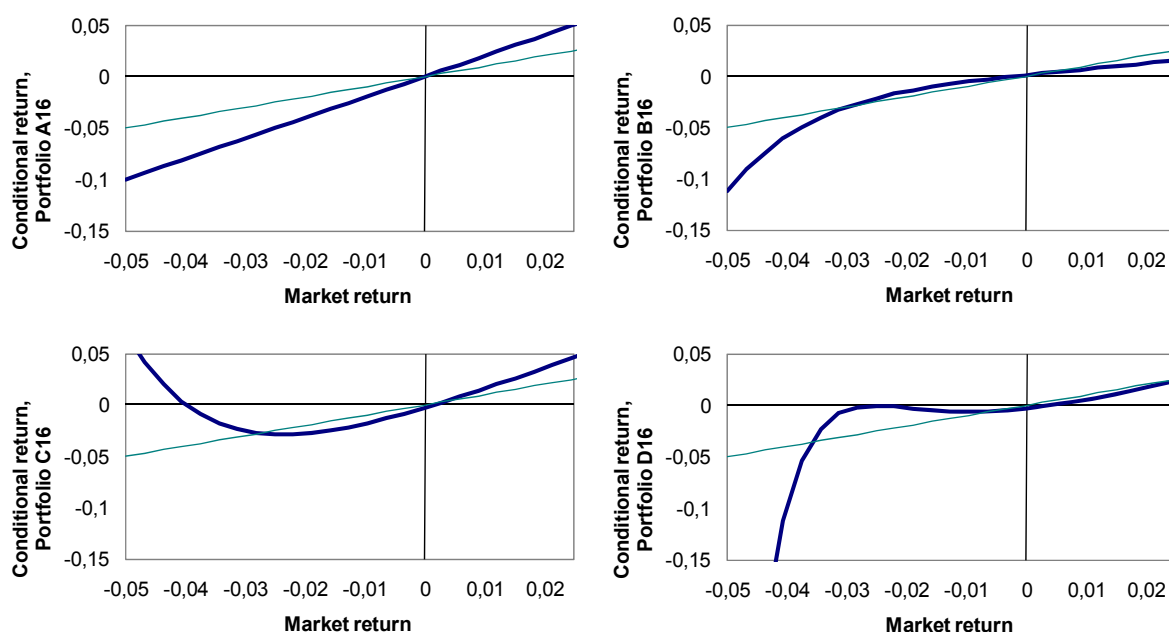 Conditional return,
Portfolio A16
0,05
0
-0,05
-0,1
-0,15
-0,05 -0,04 -0,03 -0,02 -0,01 0 0,01 0,02
Market return
Conditional return,
Portfolio B16
0,05
0
-0,05
-0,1
-0,15
-0,05 -0,04 -0,03 -0,02 -0,01 0 0,01 0,02
Market return
Conditional return,
Portfolio C16
0,05
0
-0,05
-0,1
-0,15
-0,05 -0,04 -0,03 -0,02 -0,01 0 0,01 0,02
Market return
Conditional return,
Portfolio D16
0,05
0
-0,05
-0,1
-0,15
-0,05 -0,04 -0,03 -0,02 -0,01 0 0,01 0,02
Market return